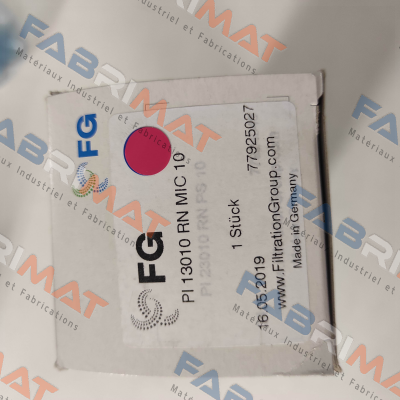 FG
FG
PI 13010 RN MIC 10
PI 23010 RN PS 10
1 Stück
77925027
16.05.2019
www.FiltrationGroup.com
Made in Germany
FABRIMAT
Materiaux Industriel et Fabrications